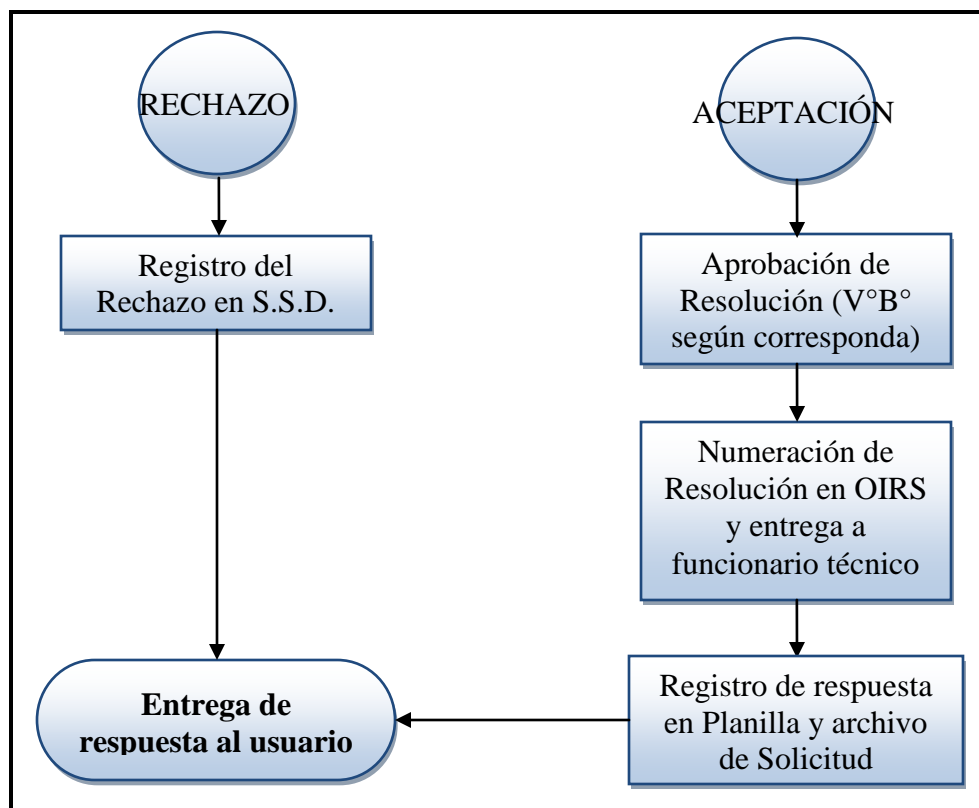 RECHAZO
ACEPTACIÓN
Registro del
Rechazo en S.S.D.
Aprobación de
Resolución (V°B°
según corresponda)
Numeración de
Resolución en OIRS
y entrega a
funcionario técnico
Entrega de
respuesta al usuario
Registro de respuesta
en Planilla y archivo
de Solicitud